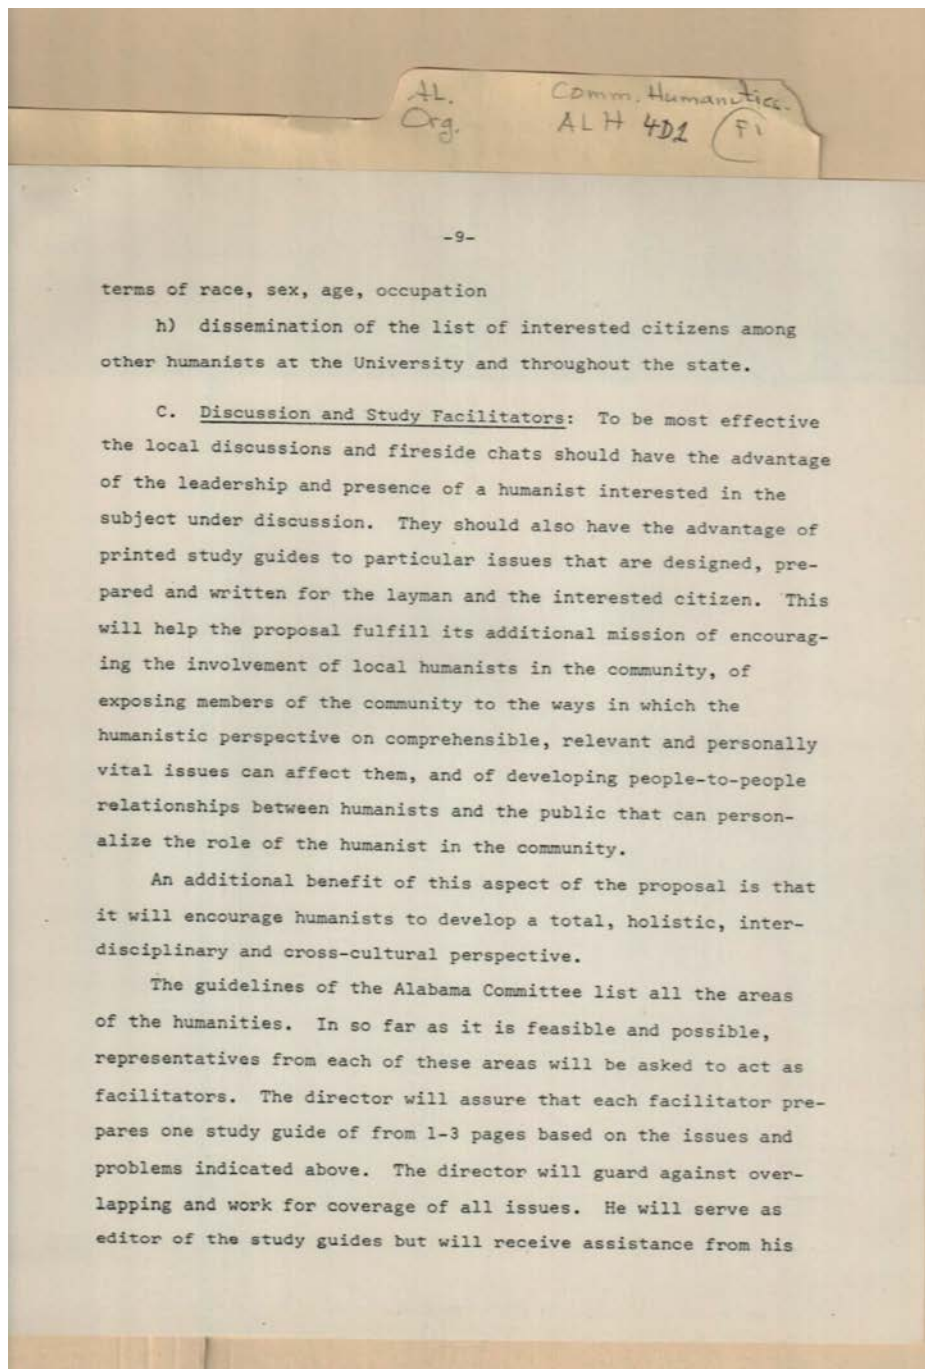 AL. Comm. Humanities.
Org. ALH 4D1 F1
-9-
terms of race, sex, age, occupation
h) dissemination of the list of interested citizens among
other humanists at the University and throughout the state.
C. Discussion and Study Facilitators: To be most effective
the local discussions and fireside chats should have the advantage
of the leadership and presence of a humanist interested in the
subject under discussion. They should also have the advantage of
printed study guides to particular issues that are designed, pre-
pared and written for the layman and the interested citizen. This
will help the proposal fulfill its additional mission of encourag-
ing the involvement of local humanists in the community, of
exposing members of the community to the ways in which the
humanistic perspective on comprehensible, relevant and personally
vital issues can affect them, and of developing people-to-people
relationships between humanists and the public that can person-
alize the role of the humanist in the community.
An additional benefit of this aspect of the proposal is that
it will encourage humanists to develop a total, holistic, inter-
disciplinary and cross-cultural perspective.
The guidelines of the Alabama Committee list all the areas
of the humanities. In so far as it is feasible and possible,
representatives from each of these areas will be asked to act as
facilitators. The director will assure that each facilitator pre-
pares one study guide of from 1-3 pages based on the issues and
problems indicated above. The director will guard against over-
lapping and work for coverage of all issues. He will serve as
editor of the study guides but will receive assistance from his